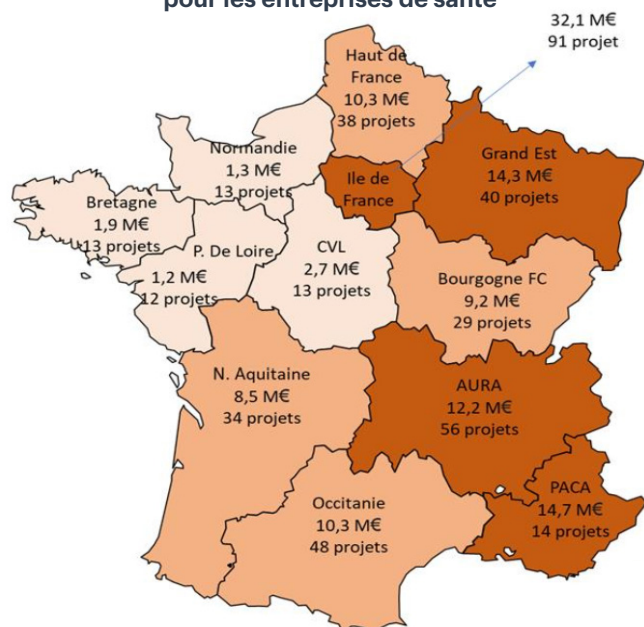 pour les entreprises de santé
32,1 M€
91 projet
Haut de
France
10,3 M€
38 projets
Normandie
1,3 M€
13 projets
Ile de
France
Grand Est
14,3 M€
40 projets
Bretagne
1,9 M€
13 projets
P. De Loire
1,2 M€
12 projets
CVL
2,7 M€
13 projets
Bourgogne FC
9,2 M€
29 projets
N. Aquitaine
8,5 M€
34 projets
AURA
12,2 M€
56 projets
Occitanie
10,3 M€
48 projets
PACA
14,7 M€
14 projets